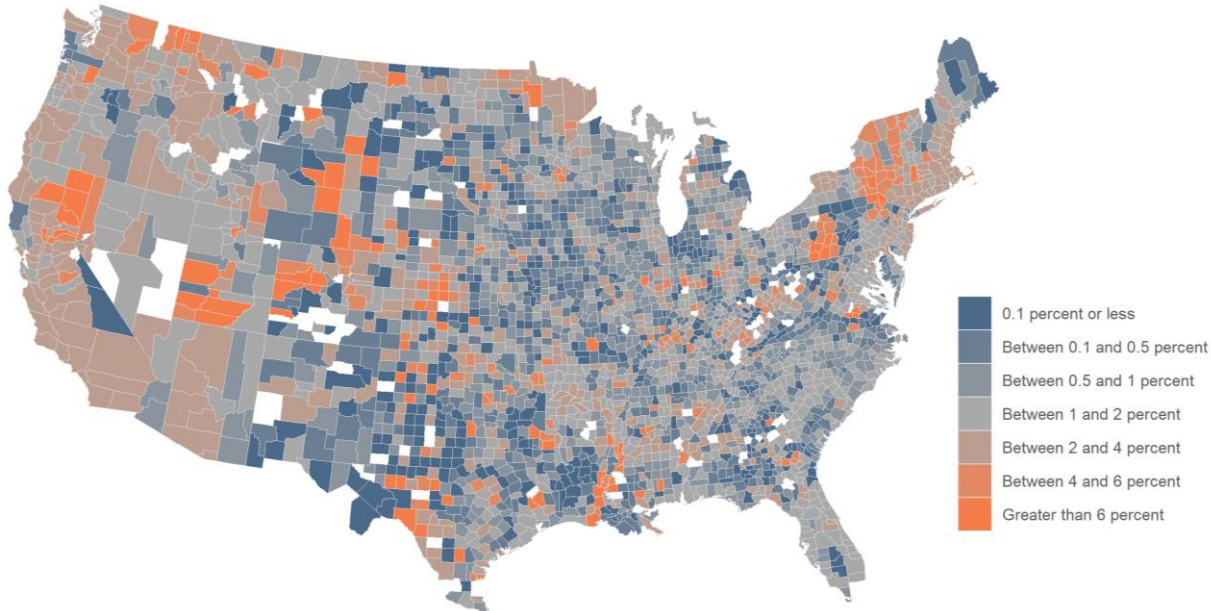 0.1 percent or less
Between 0.1 and 0.5 percent
Between 0.5 and 1 percent
Between 1 and 2 percent
Between 2 and 4 percent
Between 4 and 6 percent
Greater than 6 percent